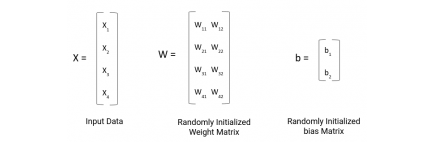 X =
X1
X2
X3
X4
W =
W11 W12
W21 W22
W31 W32
W41 W42
b =
b1
b2
Input Data
Randomly Initialized
Weight Matrix
Randomly Initialized
bias Matrix